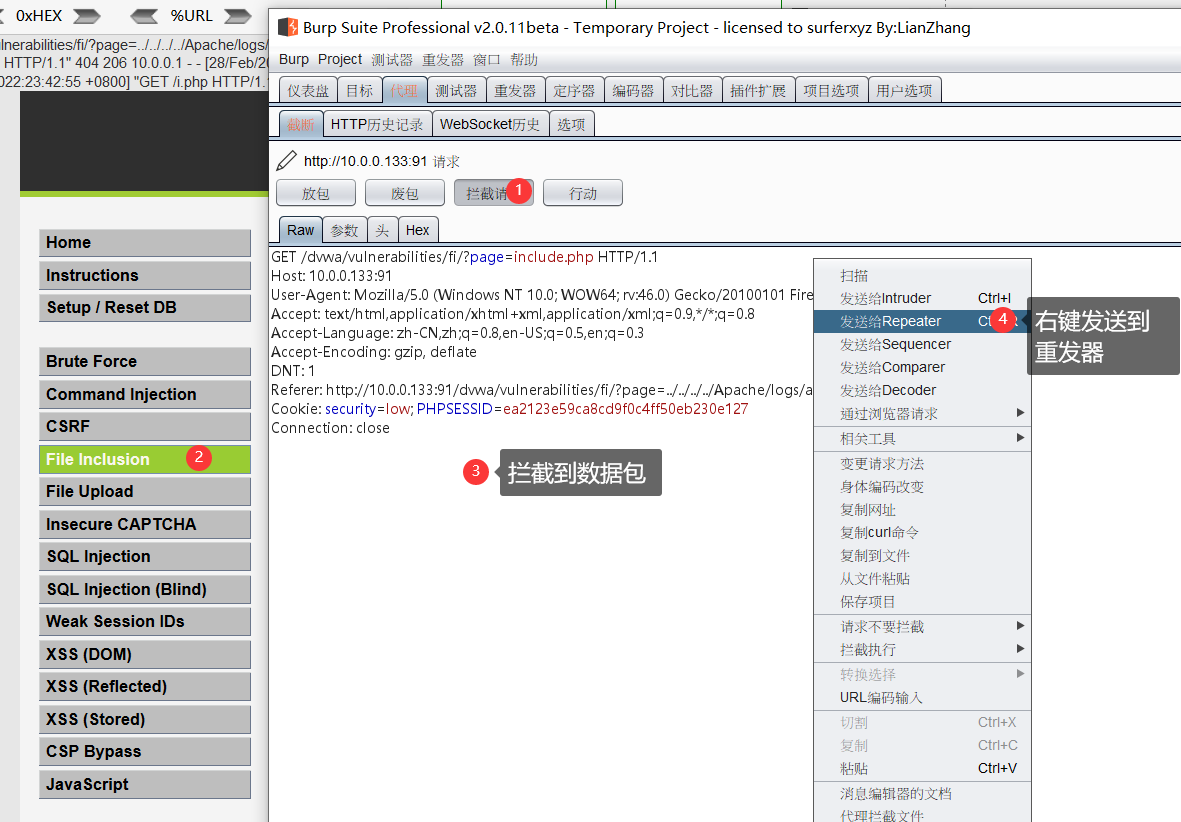 0xHEX %URL
ulnerabilities/fi/?page=../../../../Apache/logs/
HTTP/1.1" 404 206 10.0.0.1 - - [28/Feb/20
022:23:42:55 +0800] "GET /i.php HTTP/1.
Home
Instructions
Setup / Reset DB
Brute Force
Command Injection
CSRF
File Inclusion 2
File Upload
Insecure CAPTCHA
SQL Injection
SQL Injection (Blind)
Weak Session IDs
XSS (DOM)
XSS (Reflected)
XSS (Stored)
CSP Bypass
JavaScript
Burp Suite Professional v2.0.11beta - Temporary Project - licensed to surferxyz By:LianZhang
Burp Project 测试器 重发器 窗口 帮助
仪表盘 目标 代理 测试器 重发器 定序器 编码器 对比器 插件扩展 项目选项 用户选项
截断 HTTP历史记录 WebSocket历史 选项
http://10.0.0.133:91 请求
放包 废包 拦截请 1 行动
Raw 参数 头 Hex
GET /dvwa/vulnerabilities/fi/?page=include.php HTTP/1.1
Host: 10.0.0.133:91
User-Agent: Mozilla/5.0 (Windows NT 10.0; WOW64; rv:46.0) Gecko/20100101 Fire
Accept: text/html,application/xhtml+xml,application/xml;q=0.9,*/*;q=0.8
Accept-Language: zh-CN,zh;q=0.8,en-US;q=0.5,en;q=0.3
Accept-Encoding: gzip, deflate
DNT: 1
Referer: http://10.0.0.133:91/dvwa/vulnerabilities/fi/?page=../../../../Apache/logs/a
Cookie: security=low; PHPSESSID=ea2123e59ca8cd9f0c4ff50eb230e127
Connection: close
3 拦截到数据包
扫描
发送给Intruder Ctrl+I
发送给Repeater Ct 4 R
发送给Sequencer
发送给Comparer
发送给Decoder
通过浏览器请求
相关工具
变更请求方法
身体编码改变
复制网址
复制curl命令
复制到文件
从文件粘贴
保存项目
请求不要拦截
拦截执行
转换选择
URL编码输入
切割 Ctrl+X
复制 Ctrl+C
粘贴 Ctrl+V
消息编辑器的文档
代理拦截文件
右键发送到
重发器